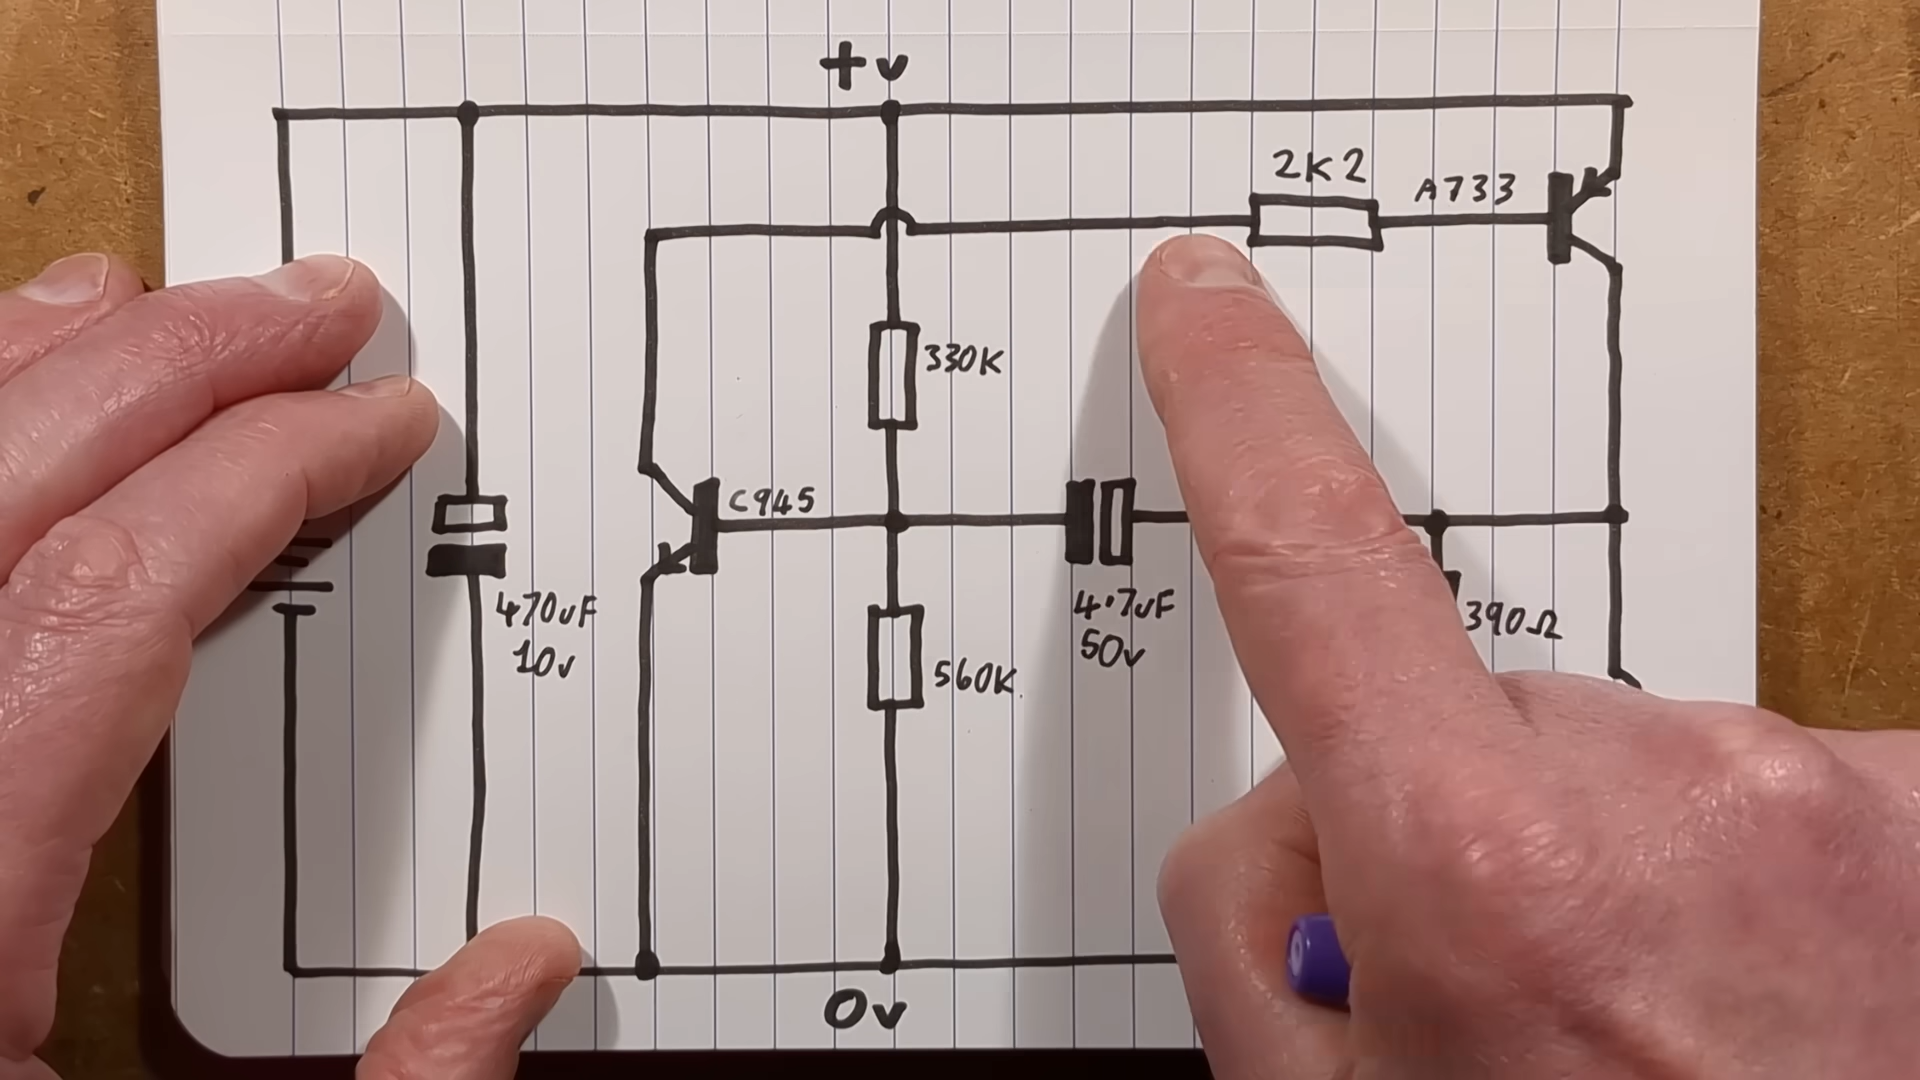 +v
2K2
A733
330K
C945
470uF
10v
4.7uF
50v
390Ω
560K
0v